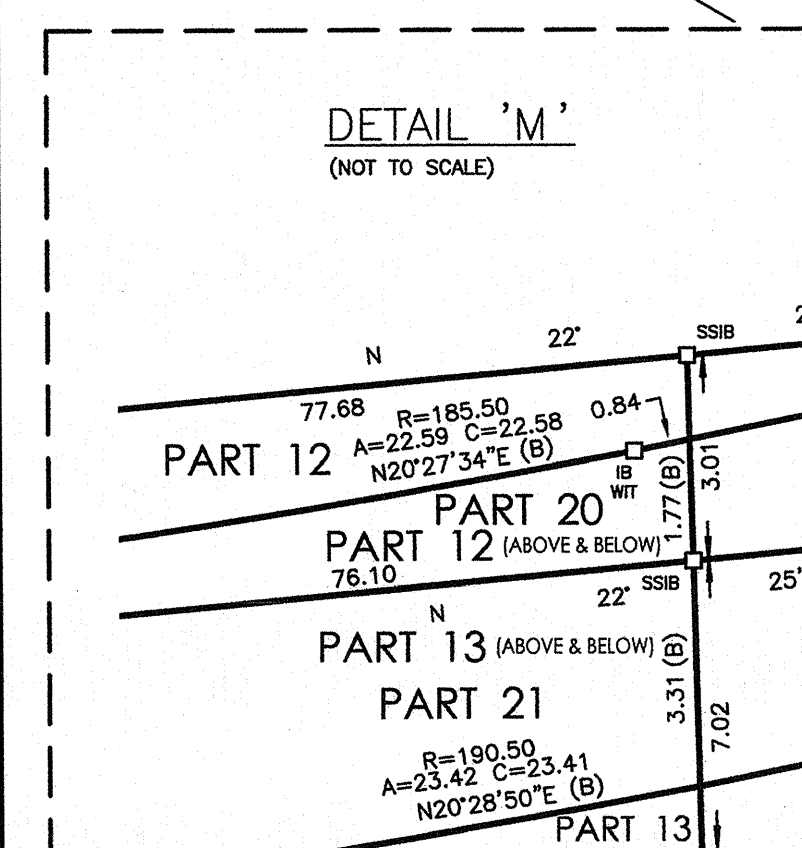 DETAIL 'M'
(NOT TO SCALE)
SSIB
22°
N
77.68
R=185.50
A=22.59 C=22.58
N20°27'34"E (B)
0.84
PART 12
IB
WIT
1.77 (B)
3.01
PART 20
PART 12 (ABOVE & BELOW)
76.10
22°
SSIB
25'
N
PART 13 (ABOVE & BELOW)
3.31 (B)
PART 21
7.02
R=190.50
A=23.42 C=23.41
N20°28'50"E (B)
PART 13